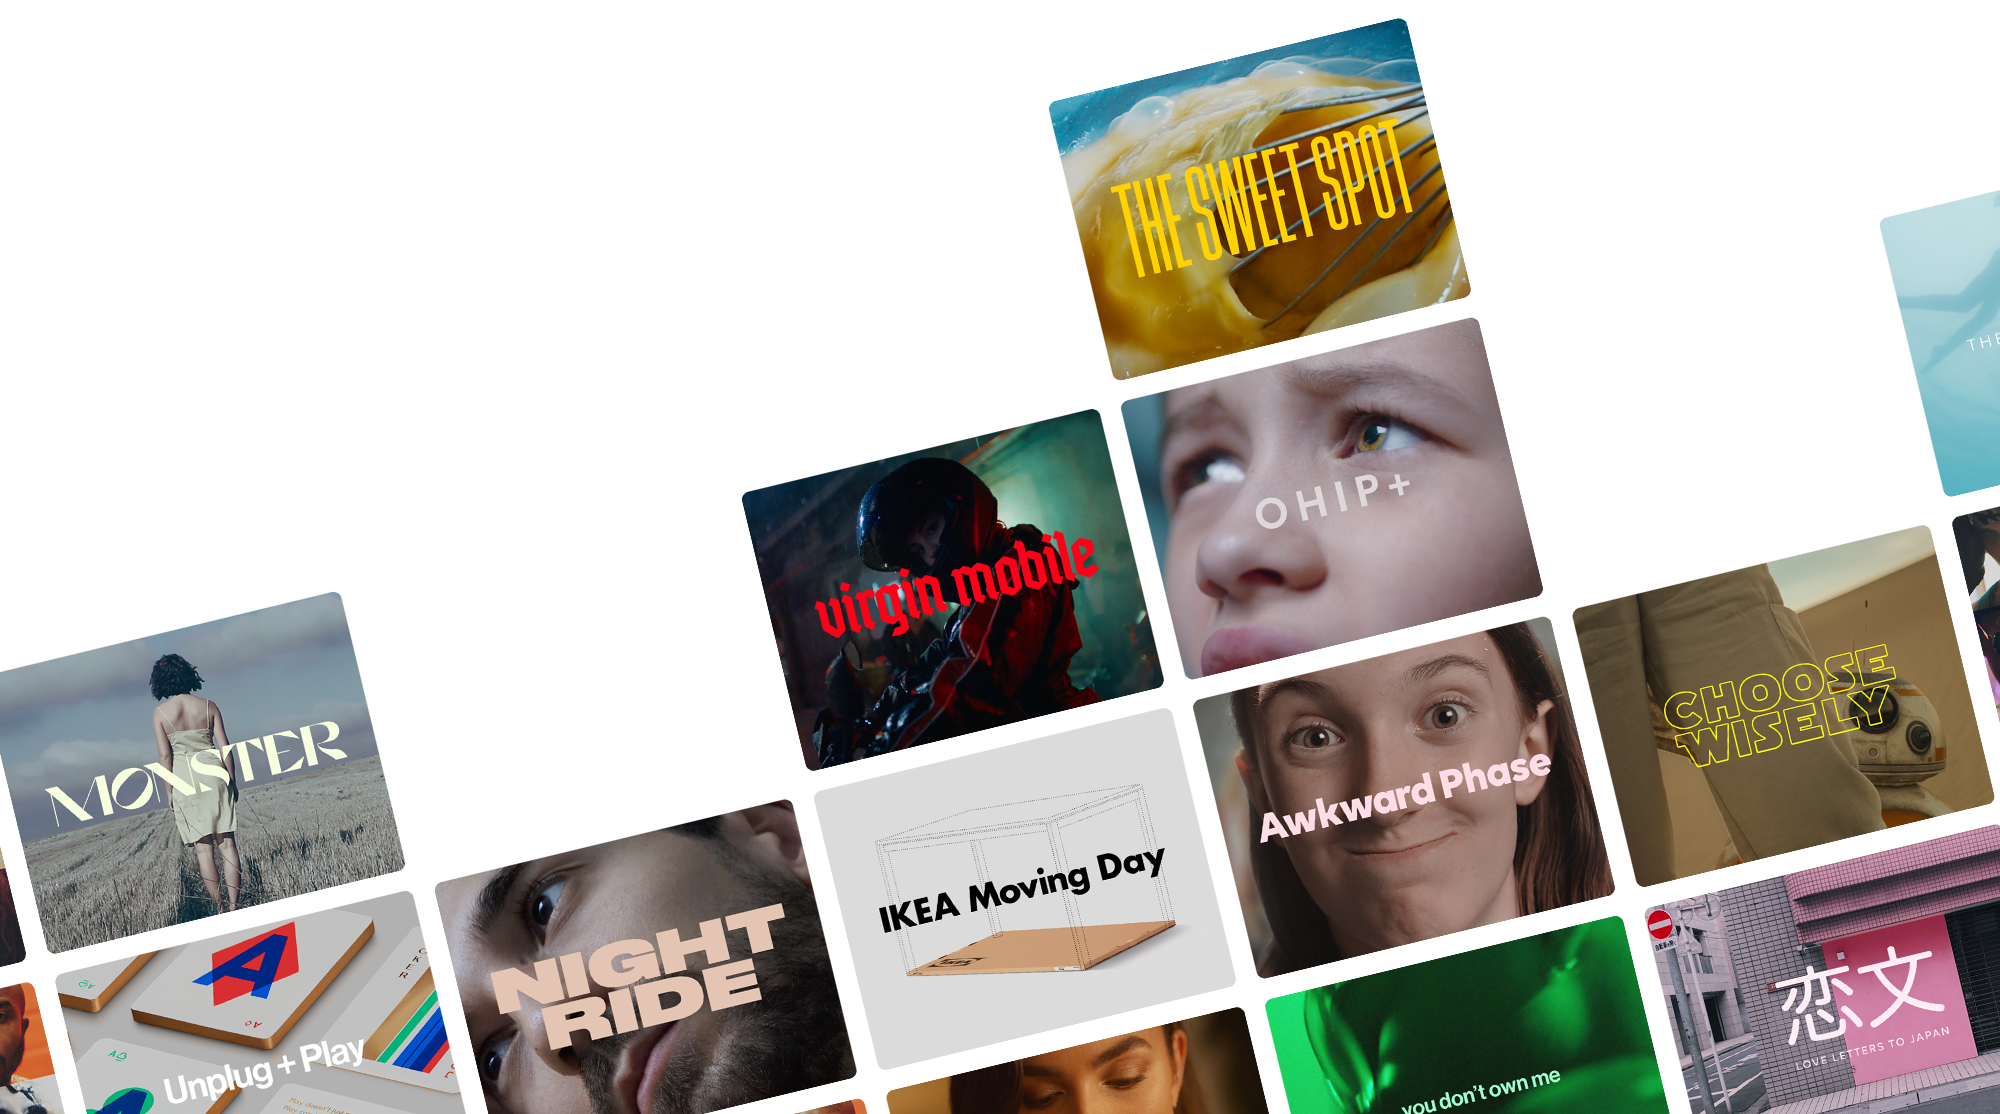 THE SWEET SPOT
OHIP+
virgin mobile
THE
MONSTER
CHOOSE
WISELY
Awkward Phase
IKEA Moving Day
NIGHT
RIDE
Unplug + Play
恋文
LOVE LETTERS TO JAPAN
you don't own me